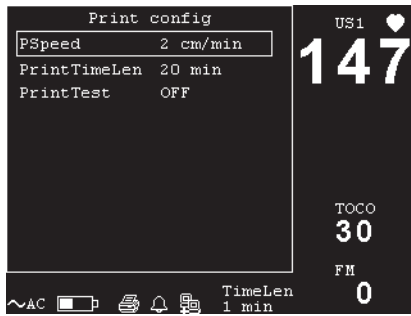 Print config
PSpeed 2 cm/min
PrintTimeLen 20 min
PrintTest OFF
US1
147
TOCO
30
FM
0
AC
TimeLen
1 min